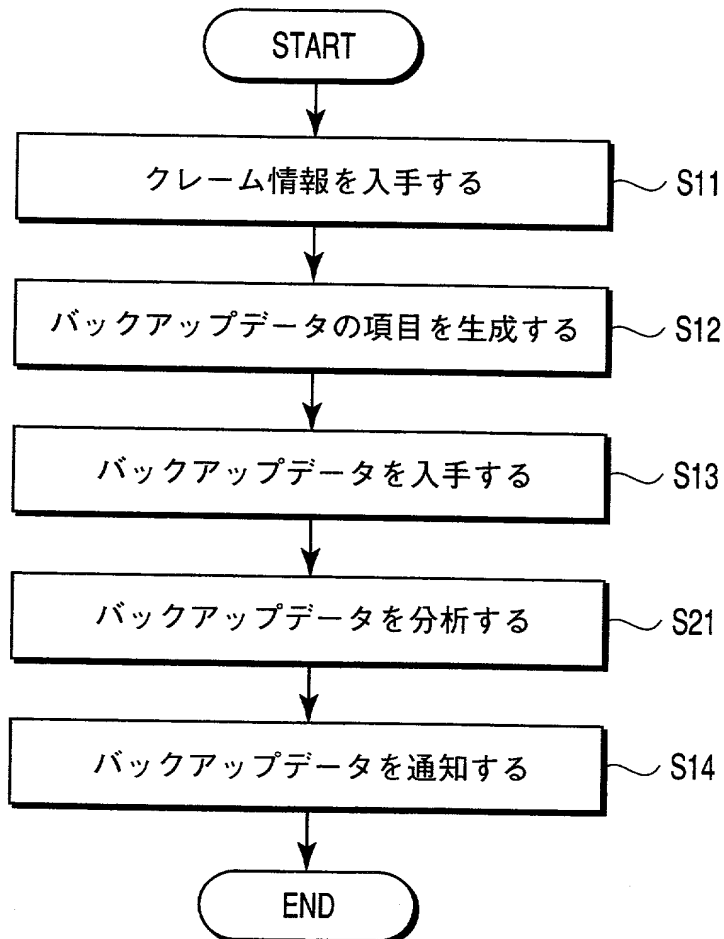 START
クレーム情報を入手する
S11
バックアップデータの項目を生成する
S12
バックアップデータを入手する
S13
バックアップデータを分析する
S21
バックアップデータを通知する
S14
END